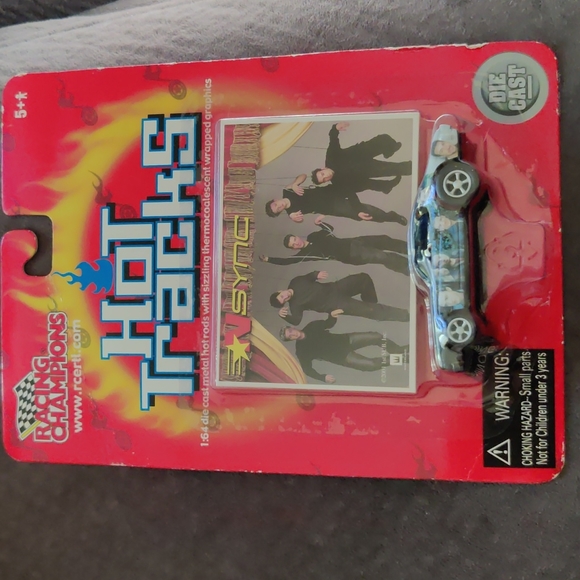 RACING
CHAMPIONS
www.rcertl.com
5+*
HOT
TRACKS
1:64 die cast metal hot rods with sizzling thermocoalescent wrapped graphics
DIE
CAST
*NSYNC
WARNING:
CHOKING HAZARD–Small parts
Not for Children under 3 years